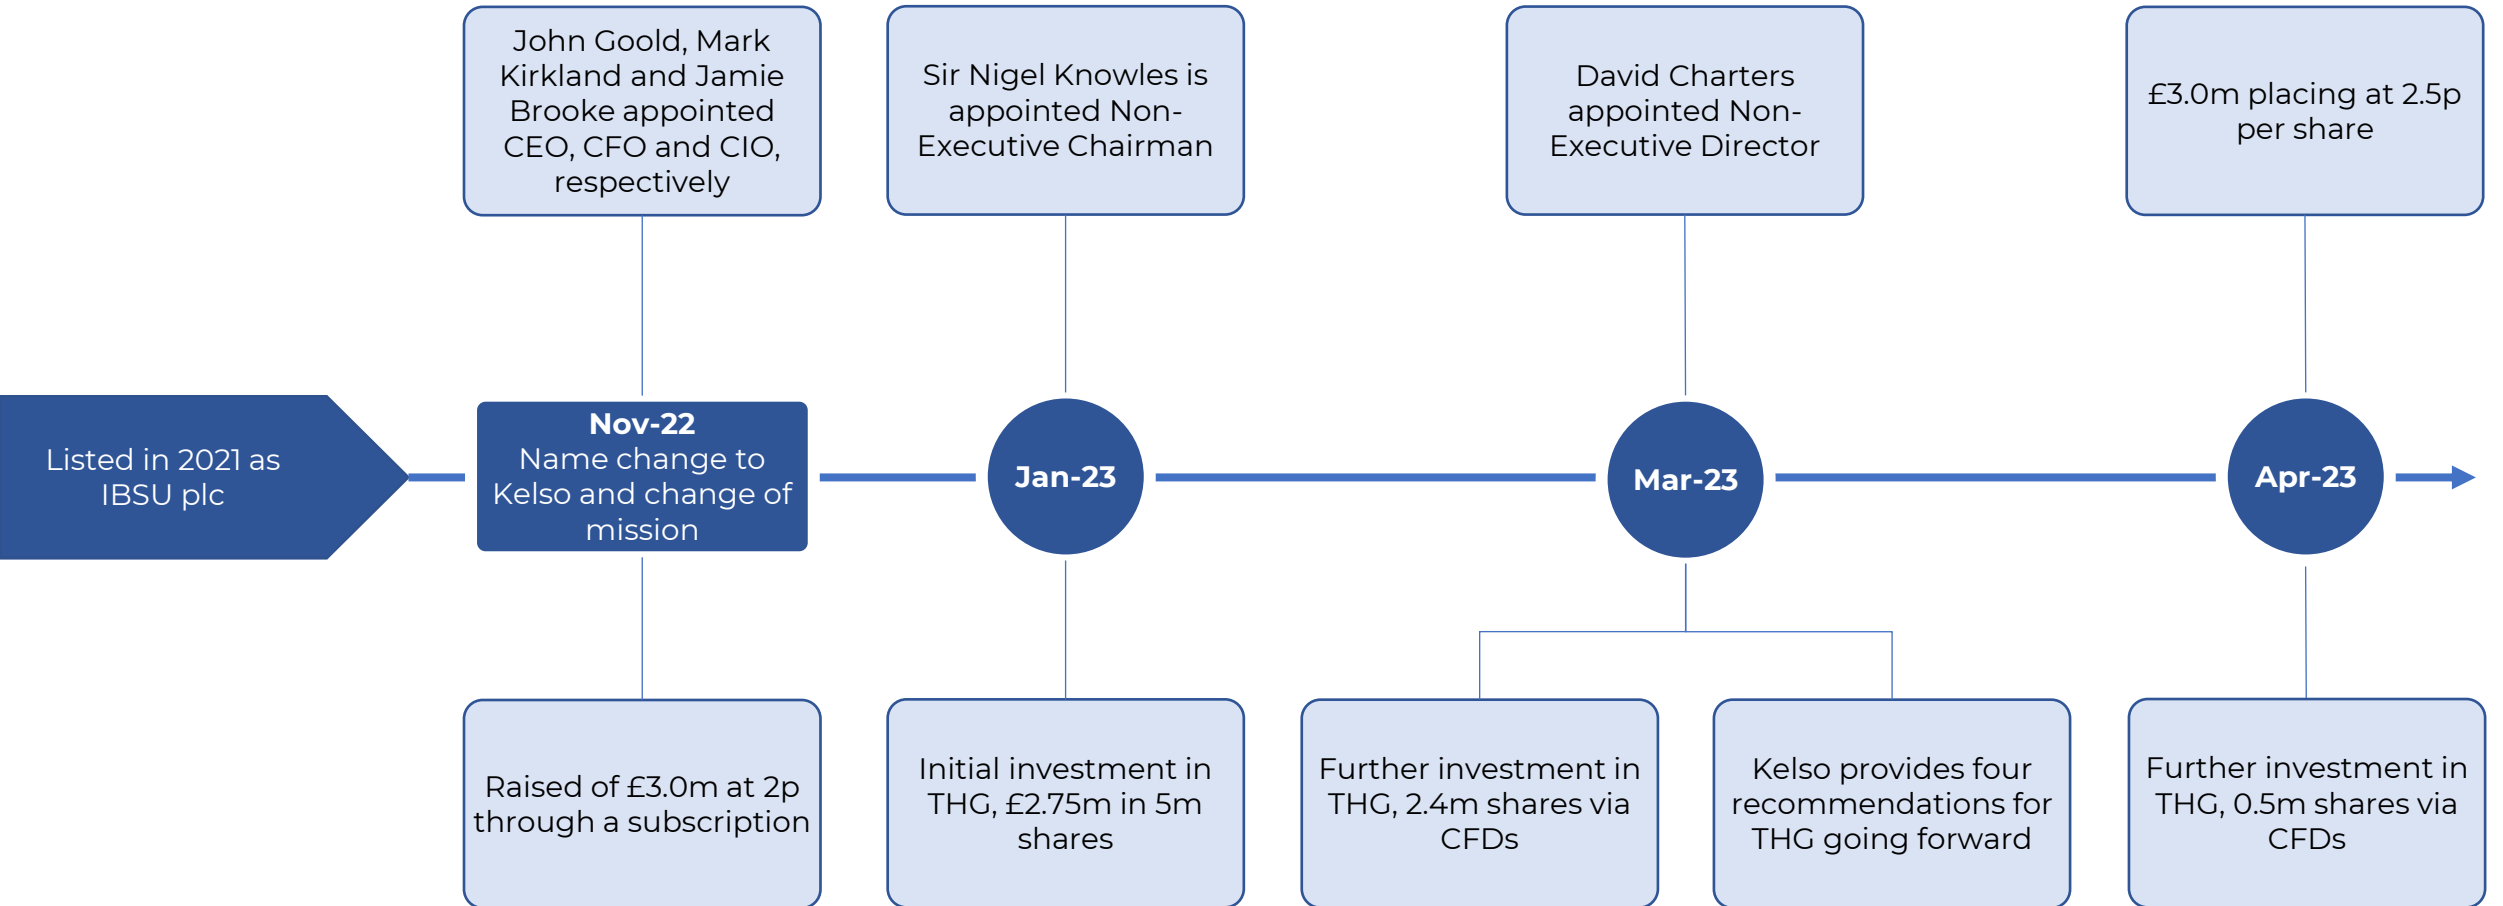 John Goold, Mark
Kirkland and Jamie
Brooke appointed
CEO, CFO and CIO,
respectively
Sir Nigel Knowles is
appointed Non-
Executive Chairman
David Charters
appointed Non-
Executive Director
£3.0m placing at 2.5p
per share
Listed in 2021 as
IBSU plc
Nov-22
Name change to
Kelso and change of
mission
Jan-23
Mar-23
Apr-23
Raised of £3.0m at 2p
through a subscription
Initial investment in
THG, £2.75m in 5m
shares
Further investment in
THG, 2.4m shares via
CFDs
Kelso provides four
recommendations for
THG going forward
Further investment in
THG, 0.5m shares via
CFDs